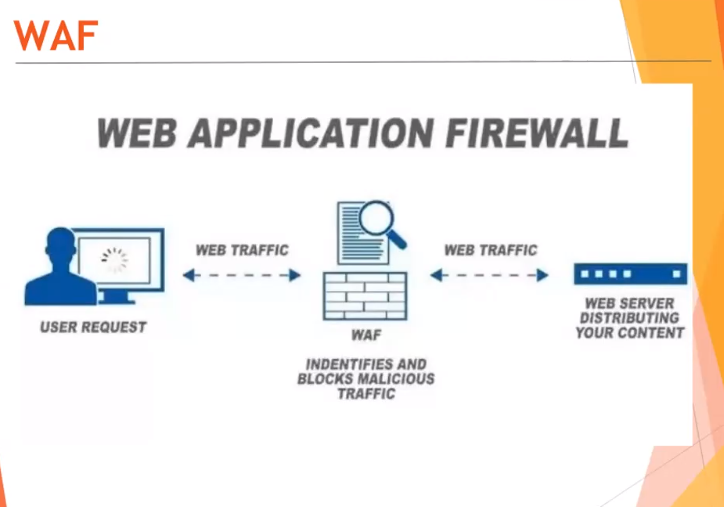 WAF
WEB APPLICATION FIREWALL
WEB TRAFFIC
WEB TRAFFIC
USER REQUEST
WAF
INDENTIFIES AND
BLOCKS MALICIOUS
TRAFFIC
WEB SERVER
DISTRIBUTING
YOUR CONTENT